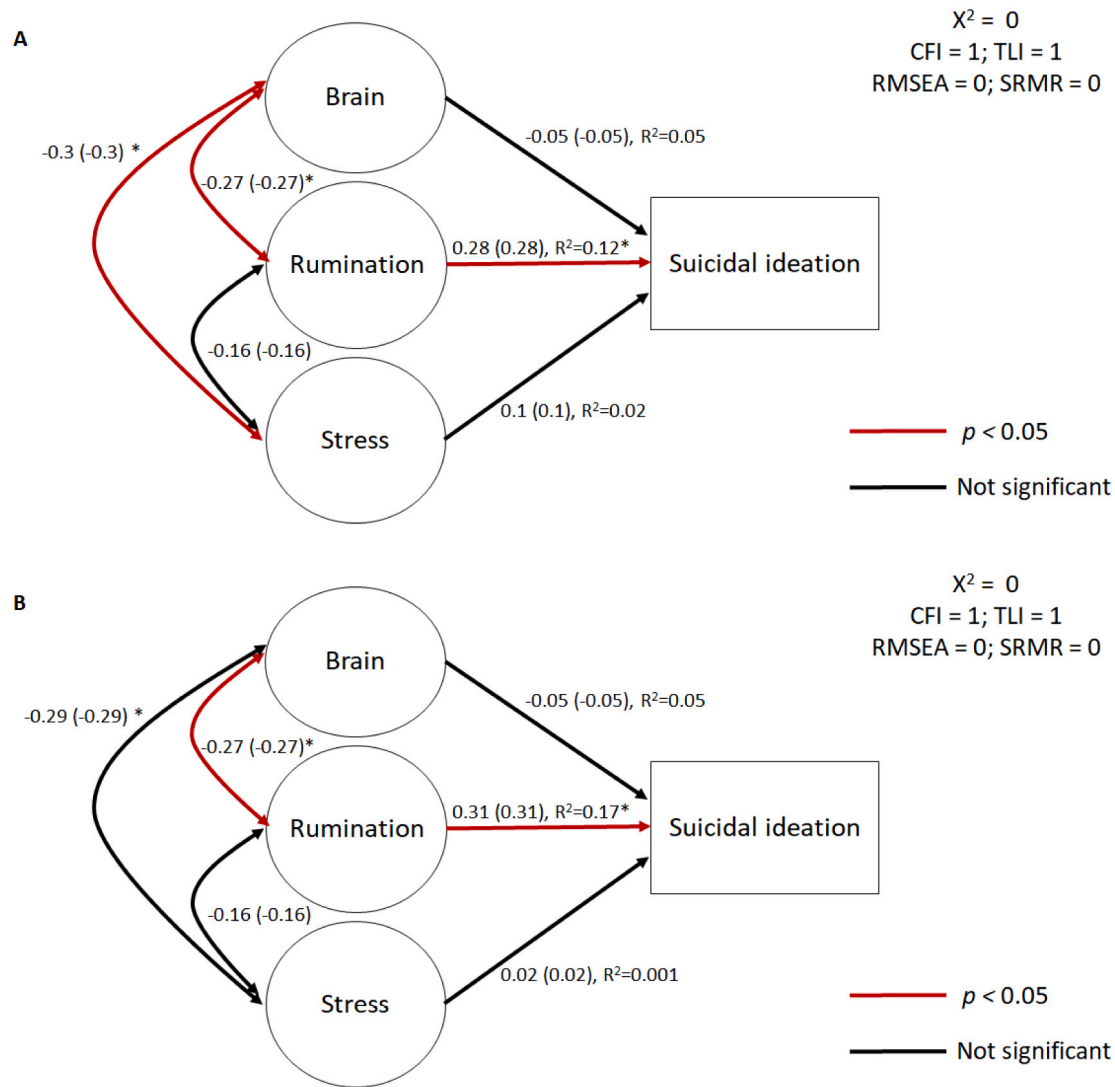 A
X² = 0
CFI = 1; TLI = 1
RMSEA = 0; SRMR = 0
Brain
-0.3 (-0.3) *
-0.05 (-0.05), R²=0.05
-0.27 (-0.27)*
Rumination
0.28 (0.28), R²=0.12*
Suicidal ideation
-0.16 (-0.16)
0.1 (0.1), R²=0.02
Stress
p < 0.05
Not significant
B
X² = 0
CFI = 1; TLI = 1
RMSEA = 0; SRMR = 0
Brain
-0.29 (-0.29) *
-0.05 (-0.05), R²=0.05
-0.27 (-0.27)*
Rumination
0.31 (0.31), R²=0.17*
Suicidal ideation
-0.16 (-0.16)
0.02 (0.02), R²=0.001
Stress
p < 0.05
Not significant